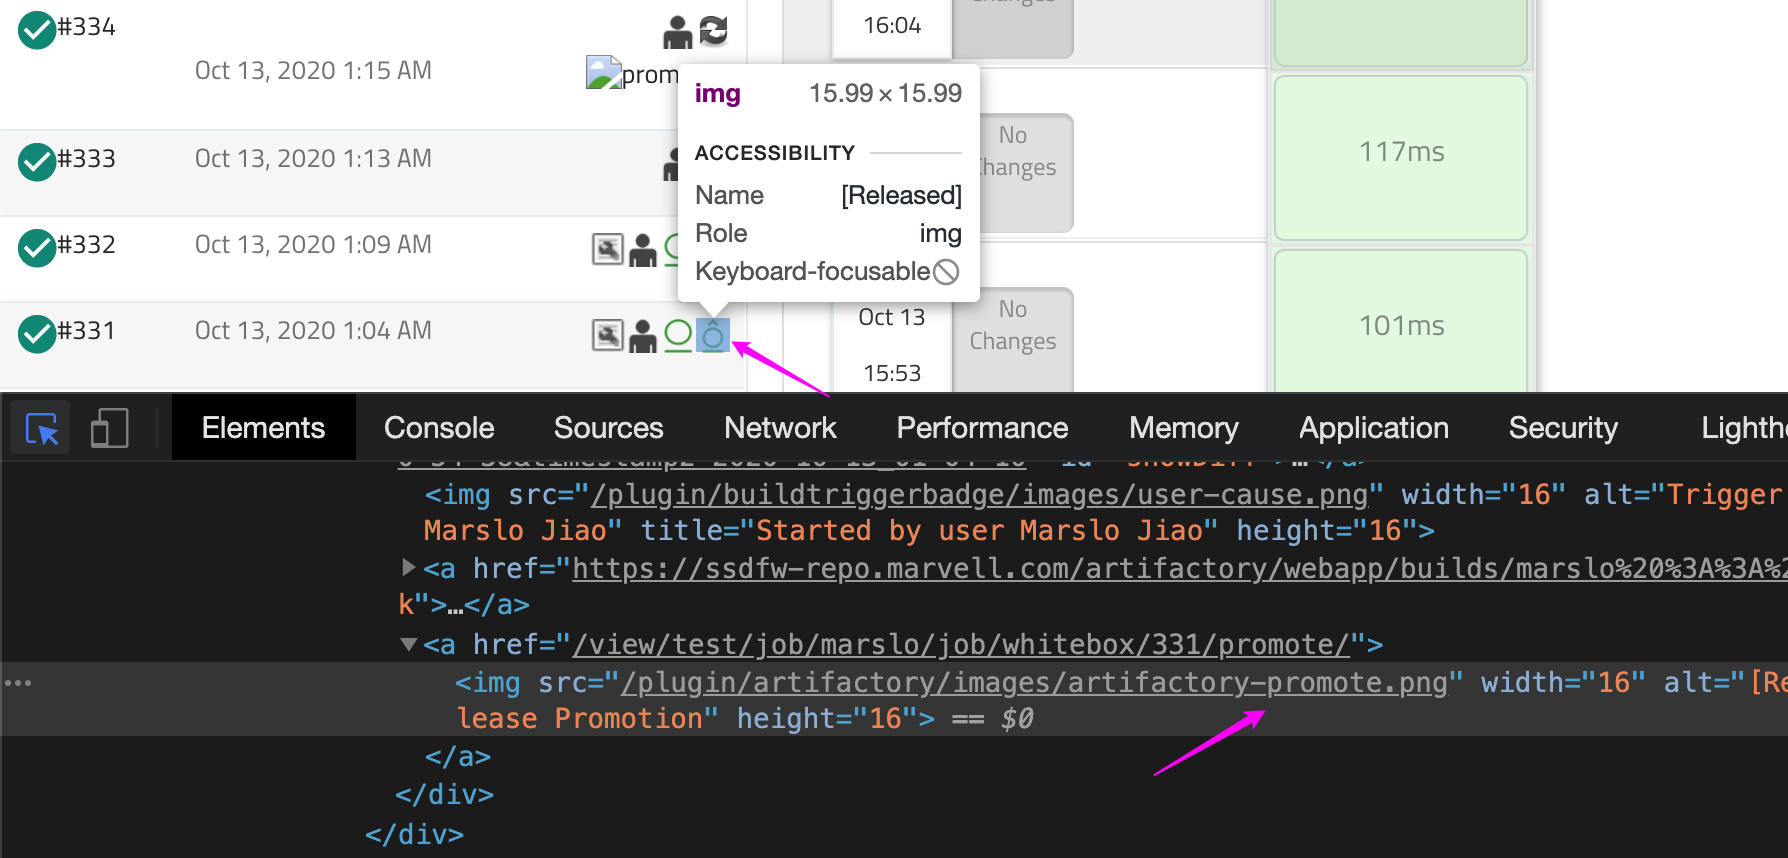 #334
16:04
Oct 13, 2020 1:15 AM
prom
img 15.99 × 15.99
ACCESSIBILITY
Name [Released]
Role img
Keyboard-focusable
#333 Oct 13, 2020 1:13 AM
No
Changes
117ms
#332 Oct 13, 2020 1:09 AM
#331 Oct 13, 2020 1:04 AM
Oct 13
15:53
No
Changes
101ms
Elements Console Sources Network Performance Memory Application Security Lighth
<img src="/plugin/buildtriggerbadge/images/user-cause.png" width="16" alt="Trigger
Marslo Jiao" title="Started by user Marslo Jiao" height="16">
<a href="https://ssdfw-repo.marvell.com/artifactory/webapp/builds/marslo%20%3A%3A%2
k">…</a>
<a href="/view/test/job/marslo/job/whitebox/331/promote/">
<img src="/plugin/artifactory/images/artifactory-promote.png" width="16" alt="[Re
lease Promotion" height="16"> == $0
</a>
</div>
</div>